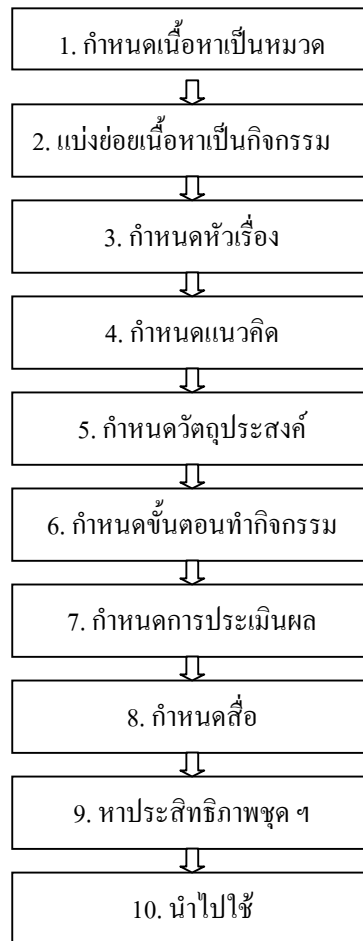 1. กำหนดเนื้อหาเป็นหมวด
2. แบ่งย่อยเนื้อหาเป็นกิจกรรม
3. กำหนดหัวเรื่อง
4. กำหนดแนวคิด
5. กำหนดวัตถุประสงค์
6. กำหนดขั้นตอนทำกิจกรรม
7. กำหนดการประเมินผล
8. กำหนดสื่อ
9. หาประสิทธิภาพชุด ฯ
10. นำไปใช้